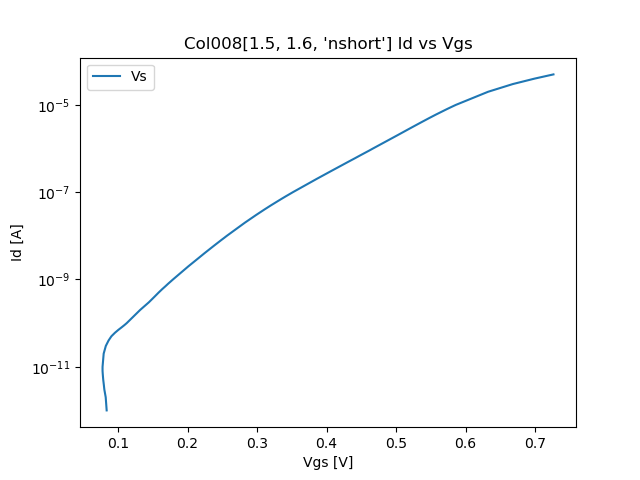 Col008[1.5, 1.6, 'nshort'] Id vs Vgs
Vs
10⁻⁵
10⁻⁷
10⁻⁹
10⁻¹¹
Id [A]
0.1 0.2 0.3 0.4 0.5 0.6 0.7
Vgs [V]